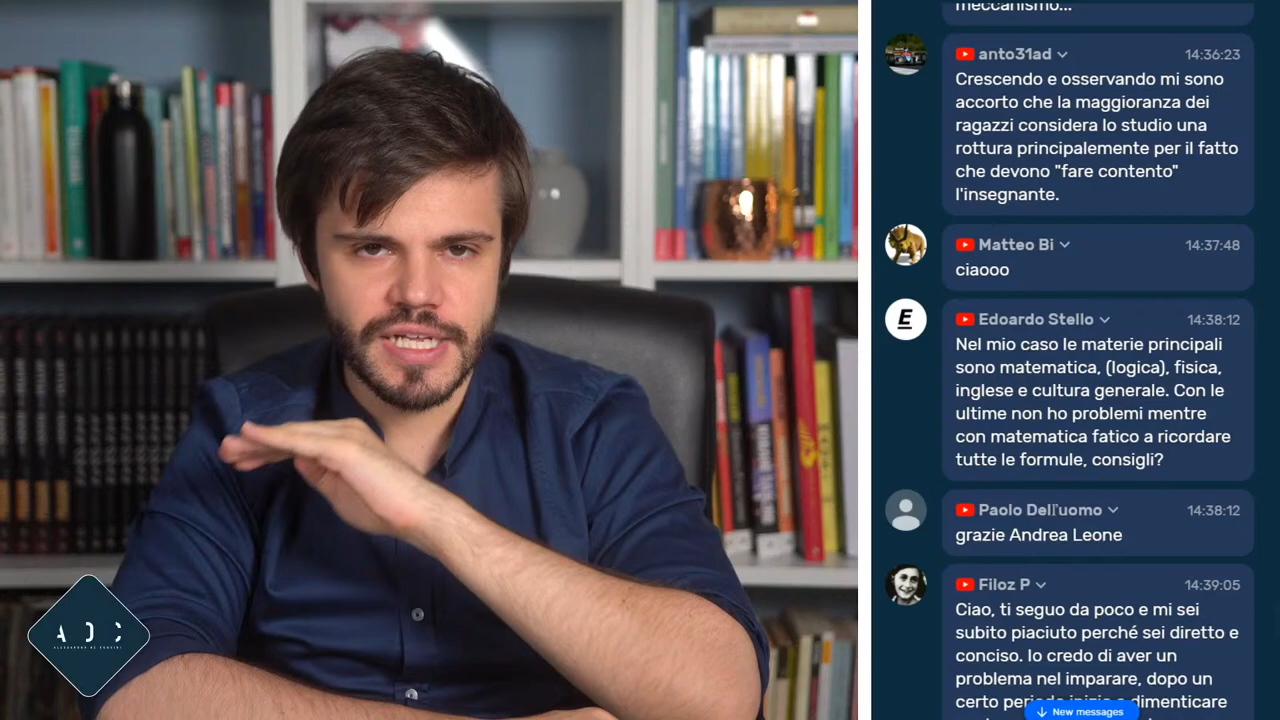 meccanismo...
anto31ad
14:36:23
Crescendo e osservando mi sono
accorto che la maggioranza dei
ragazzi considera lo studio una
rottura principalemente per il fatto
che devono "fare contento"
l'insegnante.
Matteo Bi
14:37:48
ciaooo
E
Edoardo Stello
14:38:12
Nel mio caso le materie principali
sono matematica, (logica), fisica,
inglese e cultura generale. Con le
ultime non ho problemi mentre
con matematica fatico a ricordare
tutte le formule, consigli?
Paolo Dell'uomo
14:38:12
grazie Andrea Leone
Filoz P
14:39:05
Ciao, ti seguo da poco e mi sei
subito piaciuto perché sei diretto e
conciso. Io credo di aver un
problema nel imparare, dopo un
certo periodo inizio a dimenticare
New messages
ADC